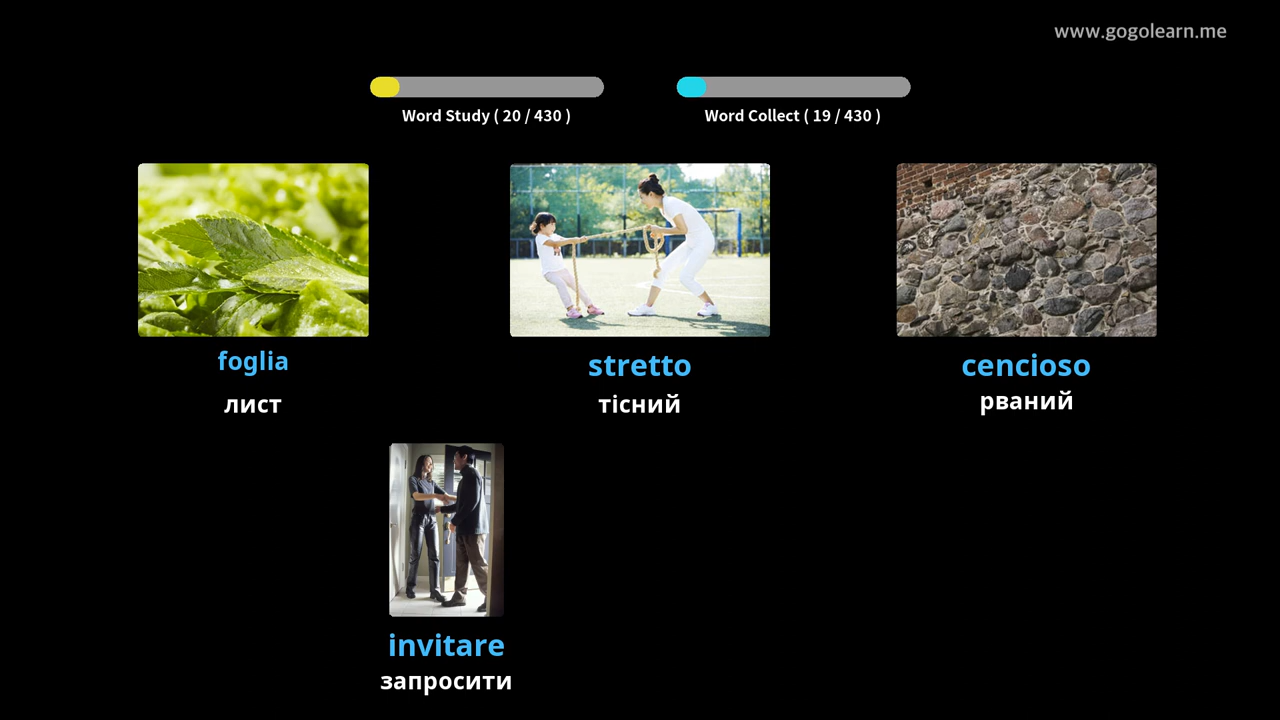 www.gogolearn.me
Word Study ( 20 / 430 )
Word Collect ( 19 / 430 )
foglia
лист
stretto
тісний
cencioso
рваний
invitare
запросити